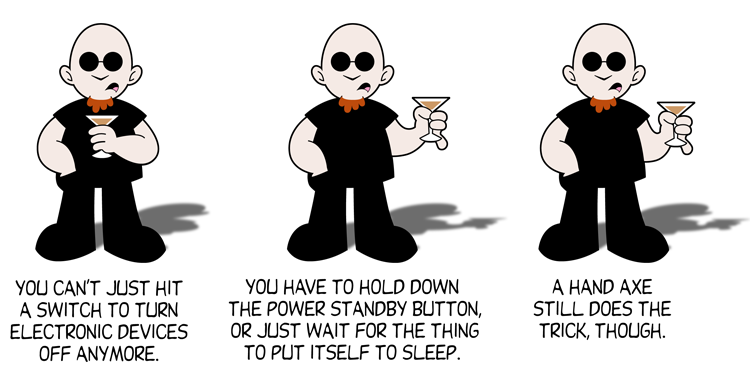 YOU CAN'T JUST HIT
A SWITCH TO TURN
ELECTRONIC DEVICES
OFF ANYMORE.
YOU HAVE TO HOLD DOWN
THE POWER STANDBY BUTTON,
OR JUST WAIT FOR THE THING
TO PUT ITSELF TO SLEEP.
A HAND AXE
STILL DOES THE
TRICK, THOUGH.